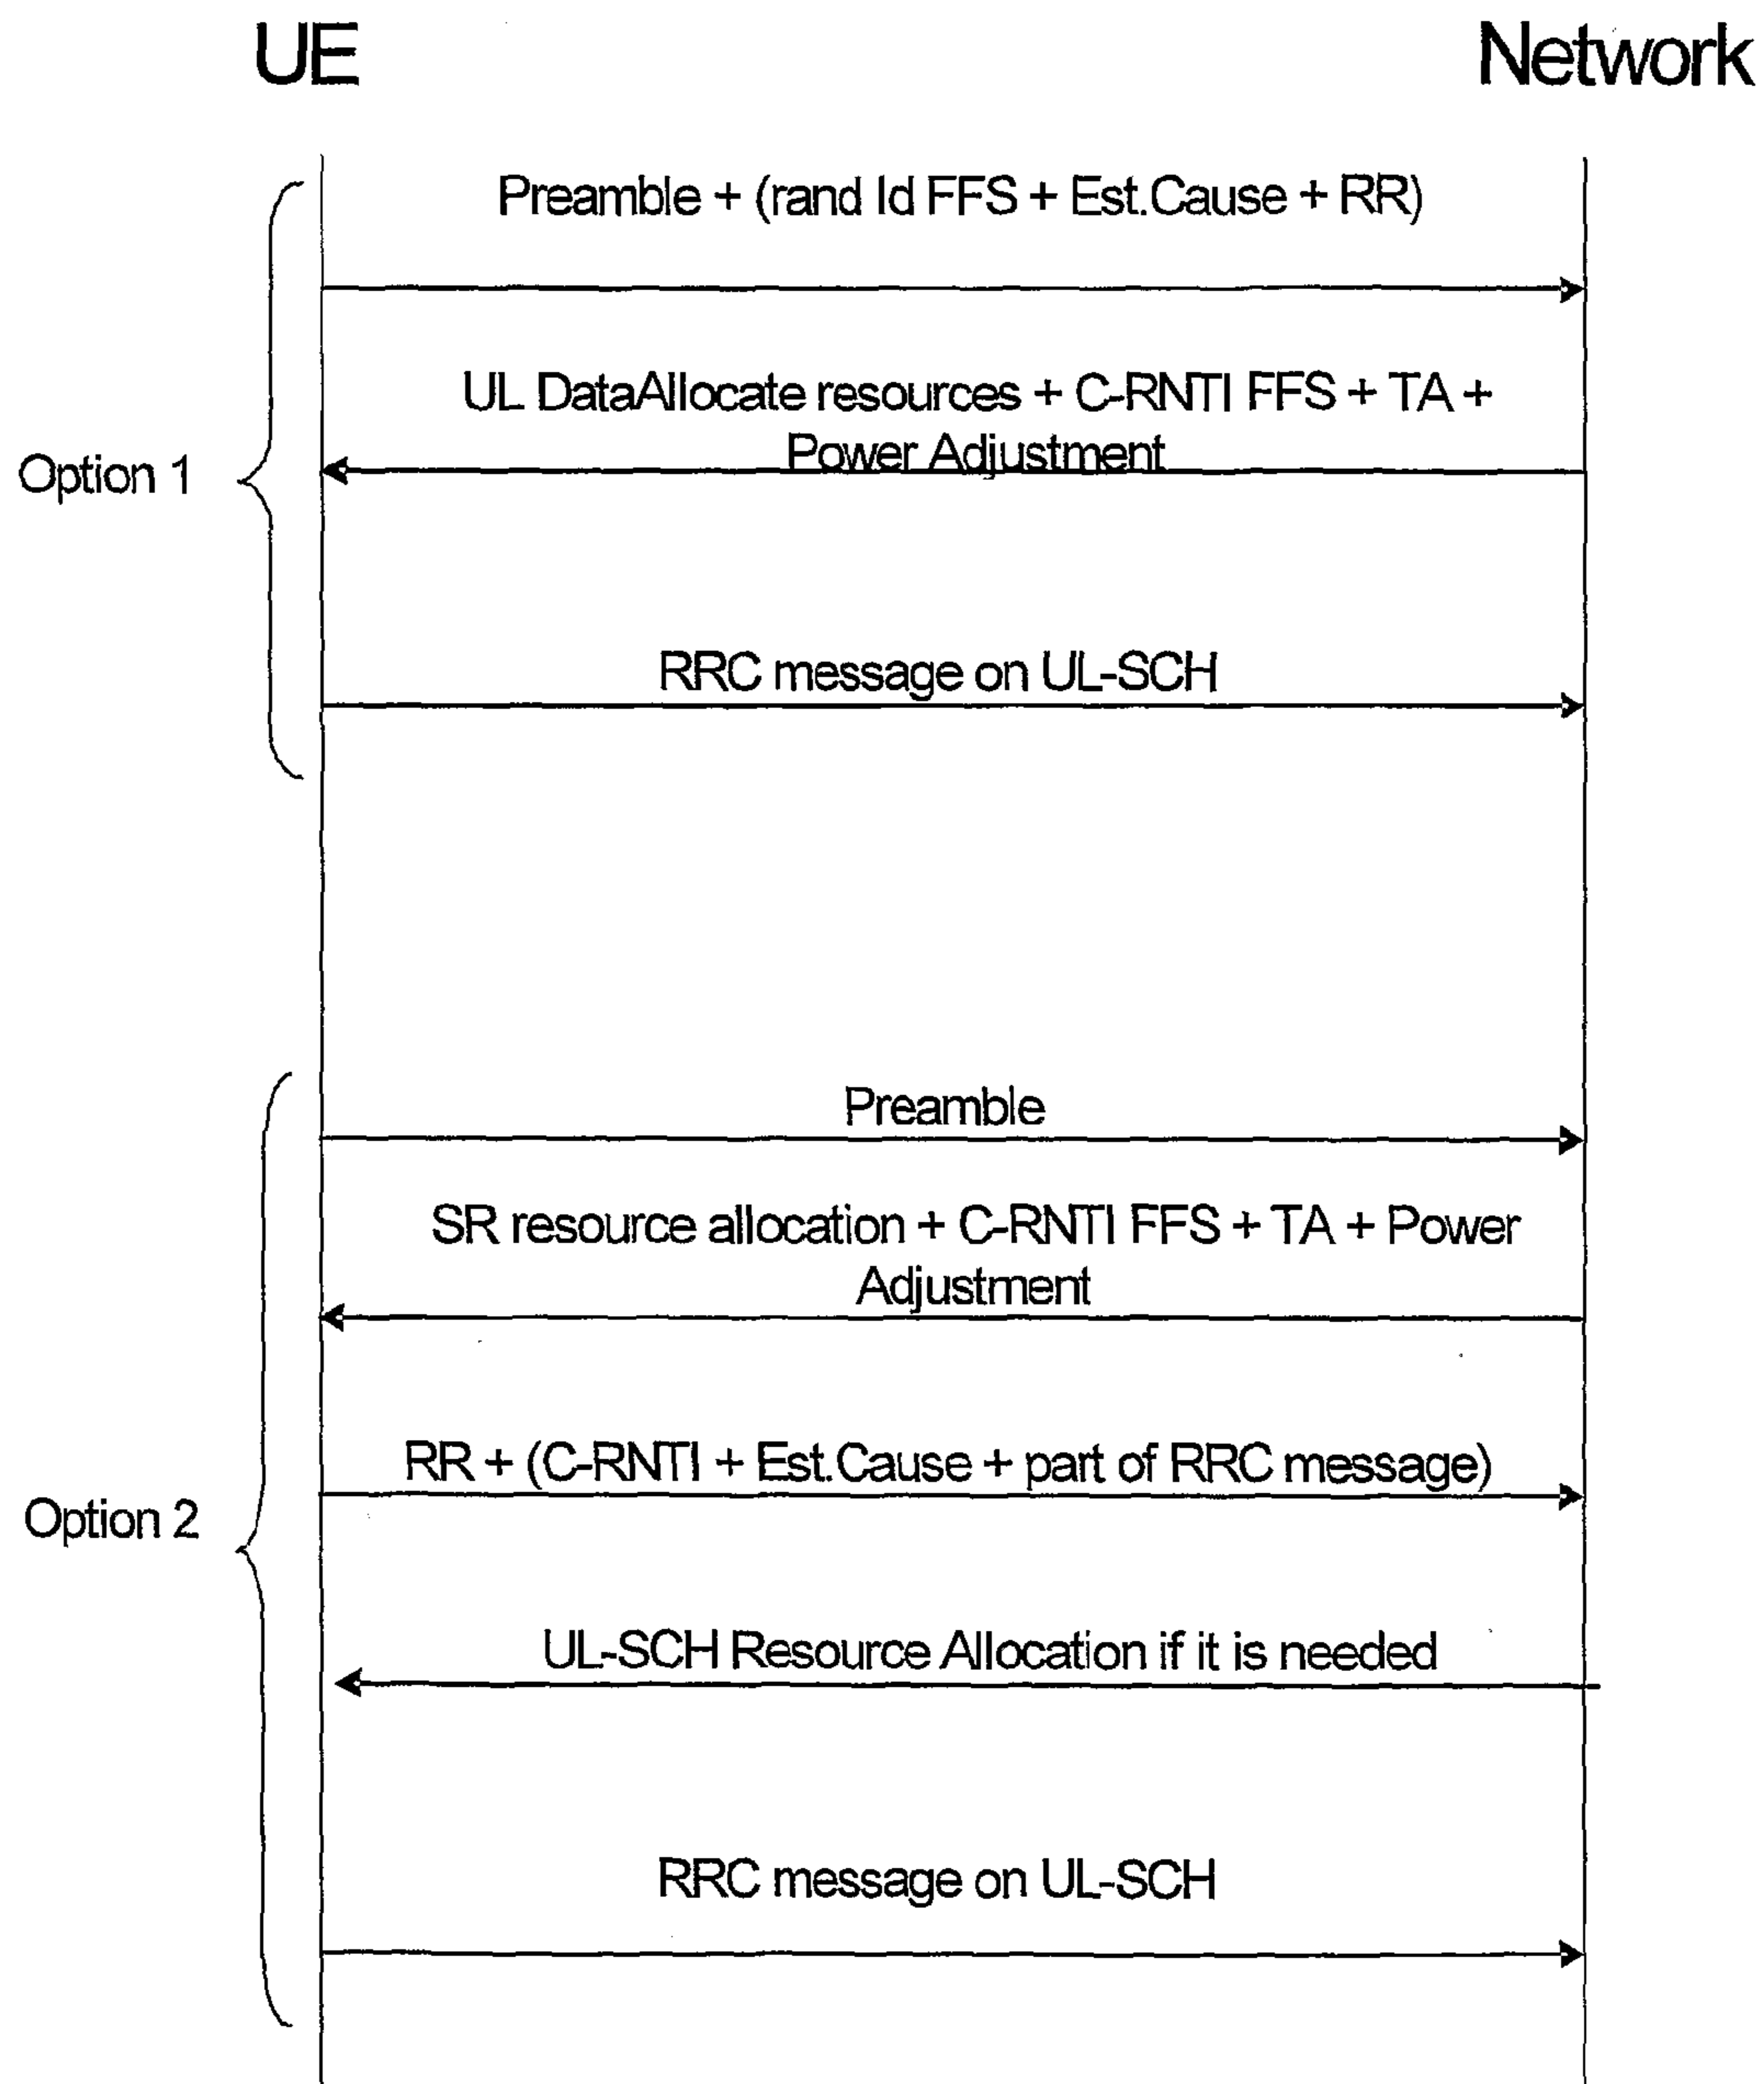 UE
Network
Preamble + (rand Id FFS + Est.Cause + RR)
UL DataAllocate resources + C-RNTI FFS + TA +
Power Adjustment
Option 1
RRC message on UL-SCH
Preamble
SR resource allocation + C-RNTI FFS + TA + Power
Adjustment
RR + (C-RNTI + Est.Cause + part of RRC message)
Option 2
UL-SCH Resource Allocation if it is needed
RRC message on UL-SCH